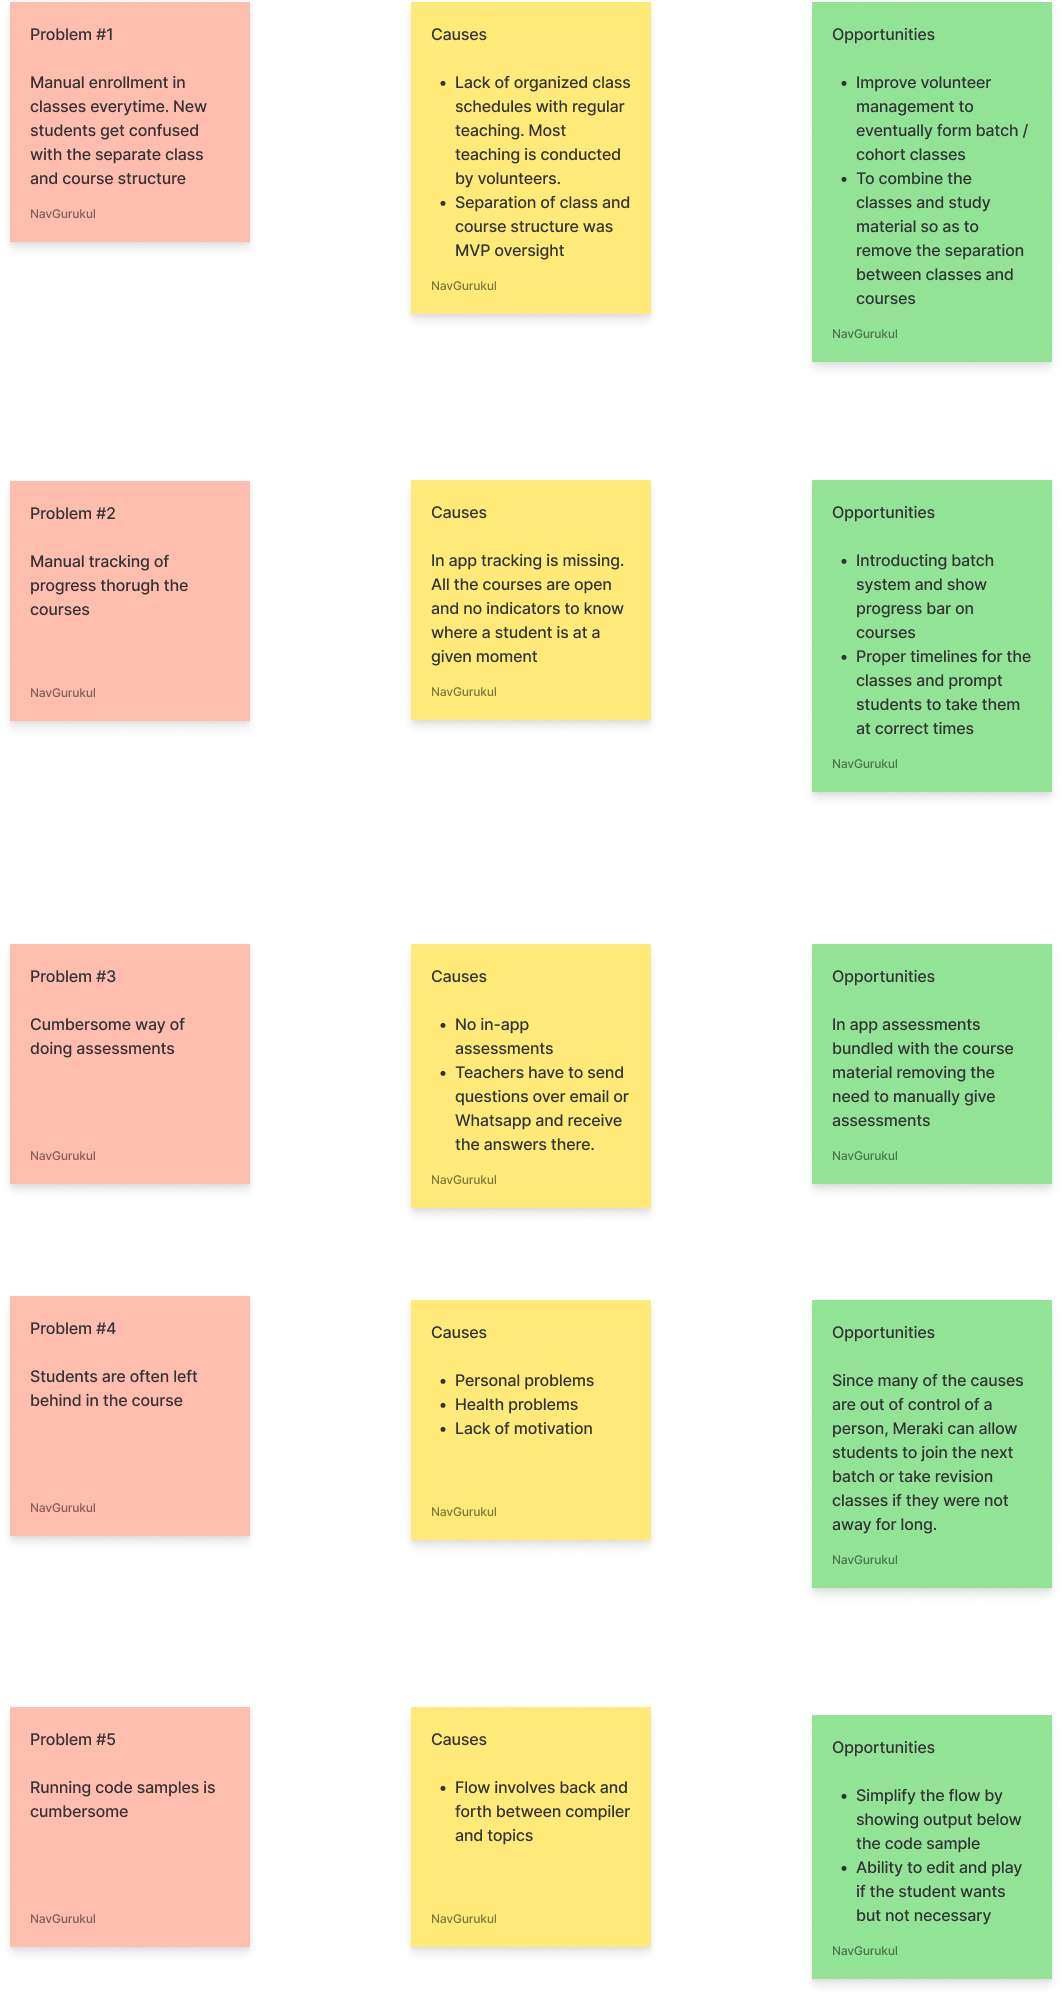 Problem #1
Manual enrollment in
classes everytime. New
students get confused
with the separate class
and course structure
NavGurukul
Causes
• Lack of organized class
schedules with regular
teaching. Most
teaching is conducted
by volunteers.
• Separation of class and
course structure was
MVP oversight
NavGurukul
Opportunities
• Improve volunteer
management to
eventually form batch /
cohort classes
• To combine the
classes and study
material so as to
remove the separation
between classes and
courses
NavGurukul
Problem #2
Manual tracking of
progress thorugh the
courses
NavGurukul
Causes
In app tracking is missing.
All the courses are open
and no indicators to know
where a student is at a
given moment
NavGurukul
Opportunities
• Introducting batch
system and show
progress bar on
courses
• Proper timelines for the
classes and prompt
students to take them
at correct times
NavGurukul
Problem #3
Cumbersome way of
doing assessments
NavGurukul
Causes
• No in-app
assessments
• Teachers have to send
questions over email or
Whatsapp and receive
the answers there.
NavGurukul
Opportunities
In app assessments
bundled with the course
material removing the
need to manually give
assessments
NavGurukul
Problem #4
Students are often left
behind in the course
NavGurukul
Causes
• Personal problems
• Health problems
• Lack of motivation
NavGurukul
Opportunities
Since many of the causes
are out of control of a
person, Meraki can allow
students to join the next
batch or take revision
classes if they were not
away for long.
NavGurukul
Problem #5
Running code samples is
cumbersome
NavGurukul
Causes
• Flow involves back and
forth between compiler
and topics
NavGurukul
Opportunities
• Simplify the flow by
showing output below
the code sample
• Ability to edit and play
if the student wants
but not necessary
NavGurukul